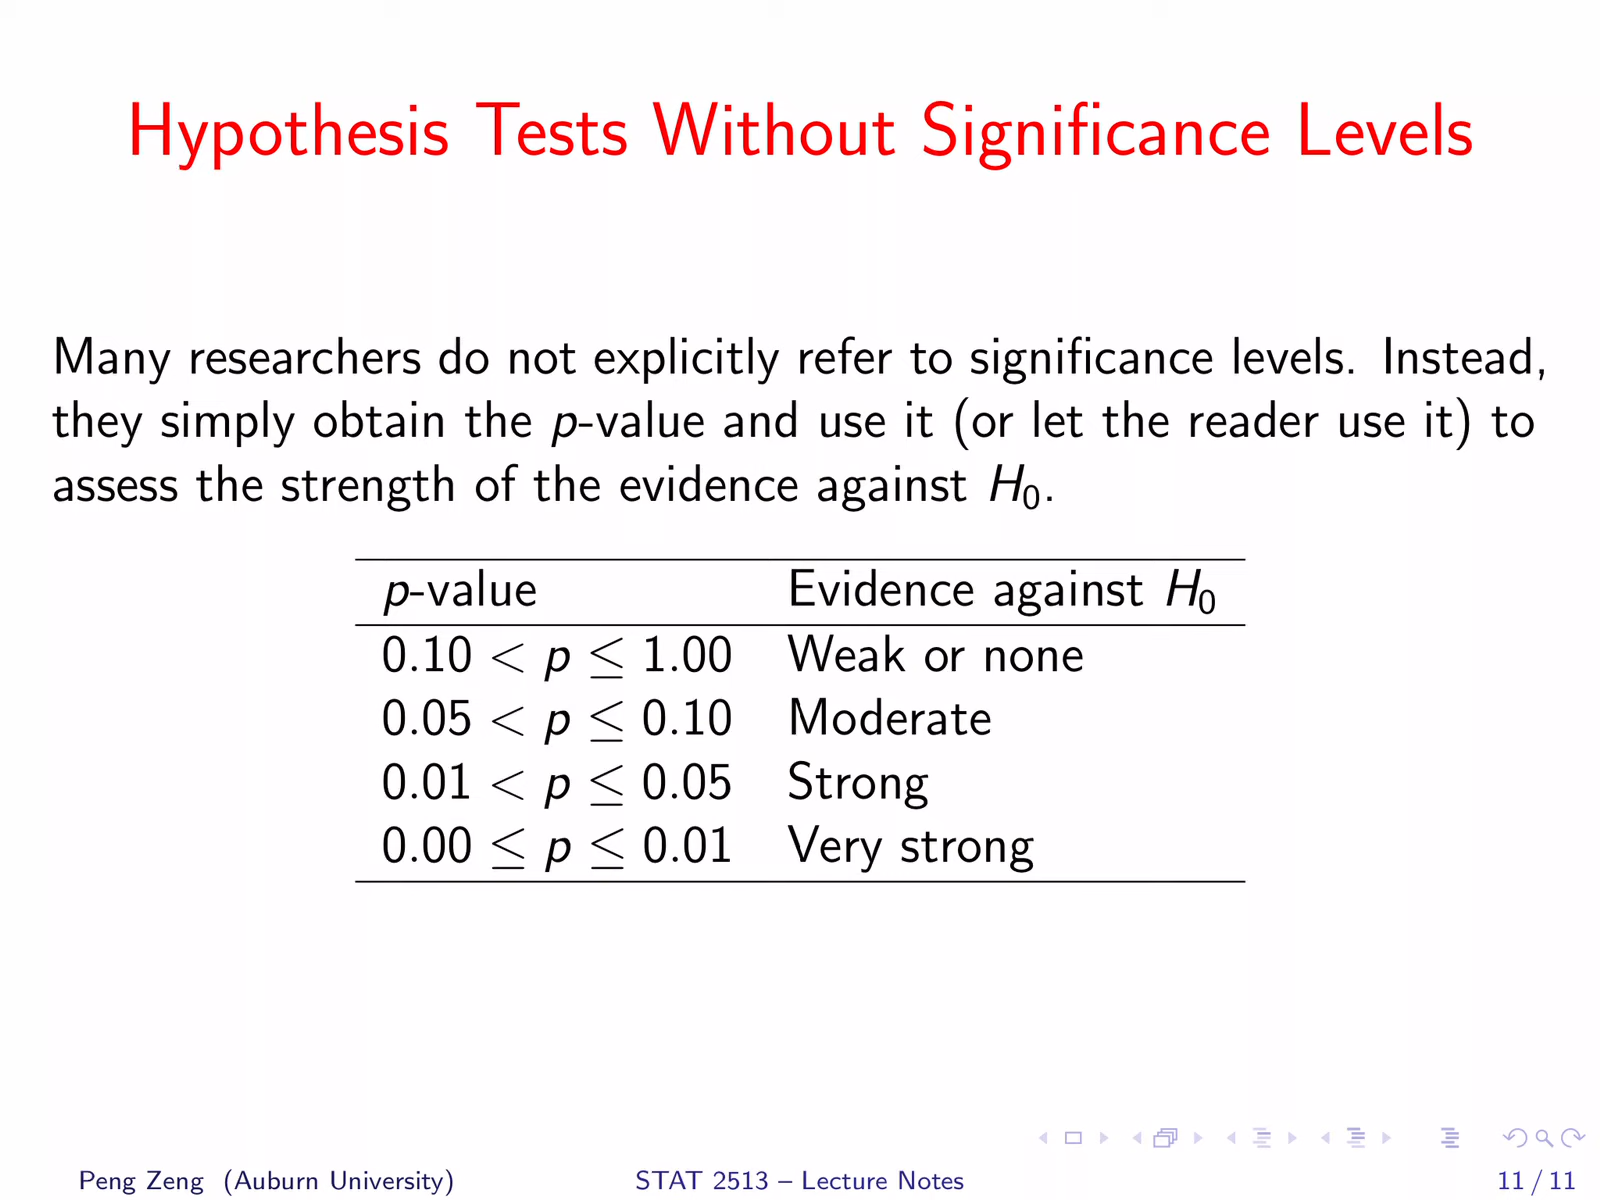 Hypothesis Tests Without Significance Levels
Many researchers do not explicitly refer to significance levels. Instead,
they simply obtain the p-value and use it (or let the reader use it) to
assess the strength of the evidence against H₀.
p-value Evidence against H₀
0.10 < p ≤ 1.00 Weak or none
0.05 < p ≤ 0.10 Moderate
0.01 < p ≤ 0.05 Strong
0.00 ≤ p ≤ 0.01 Very strong
Peng Zeng (Auburn University) STAT 2513 – Lecture Notes 11 / 11